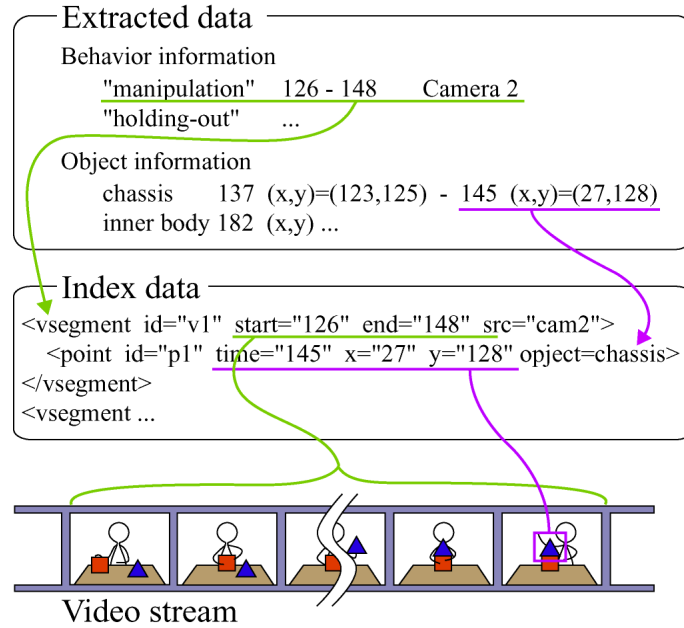 Extracted data
Behavior information
"manipulation" 126 - 148 Camera 2
"holding-out" ...
Object information
chassis 137 (x,y)=(123,125) - 145 (x,y)=(27,128)
inner body 182 (x,y) ...
Index data
<vsegment id="v1" start="126" end="148" src="cam2">
<point id="p1" time="145" x="27" y="128" opject=chassis>
</vsegment>
<vsegment ...
Video stream